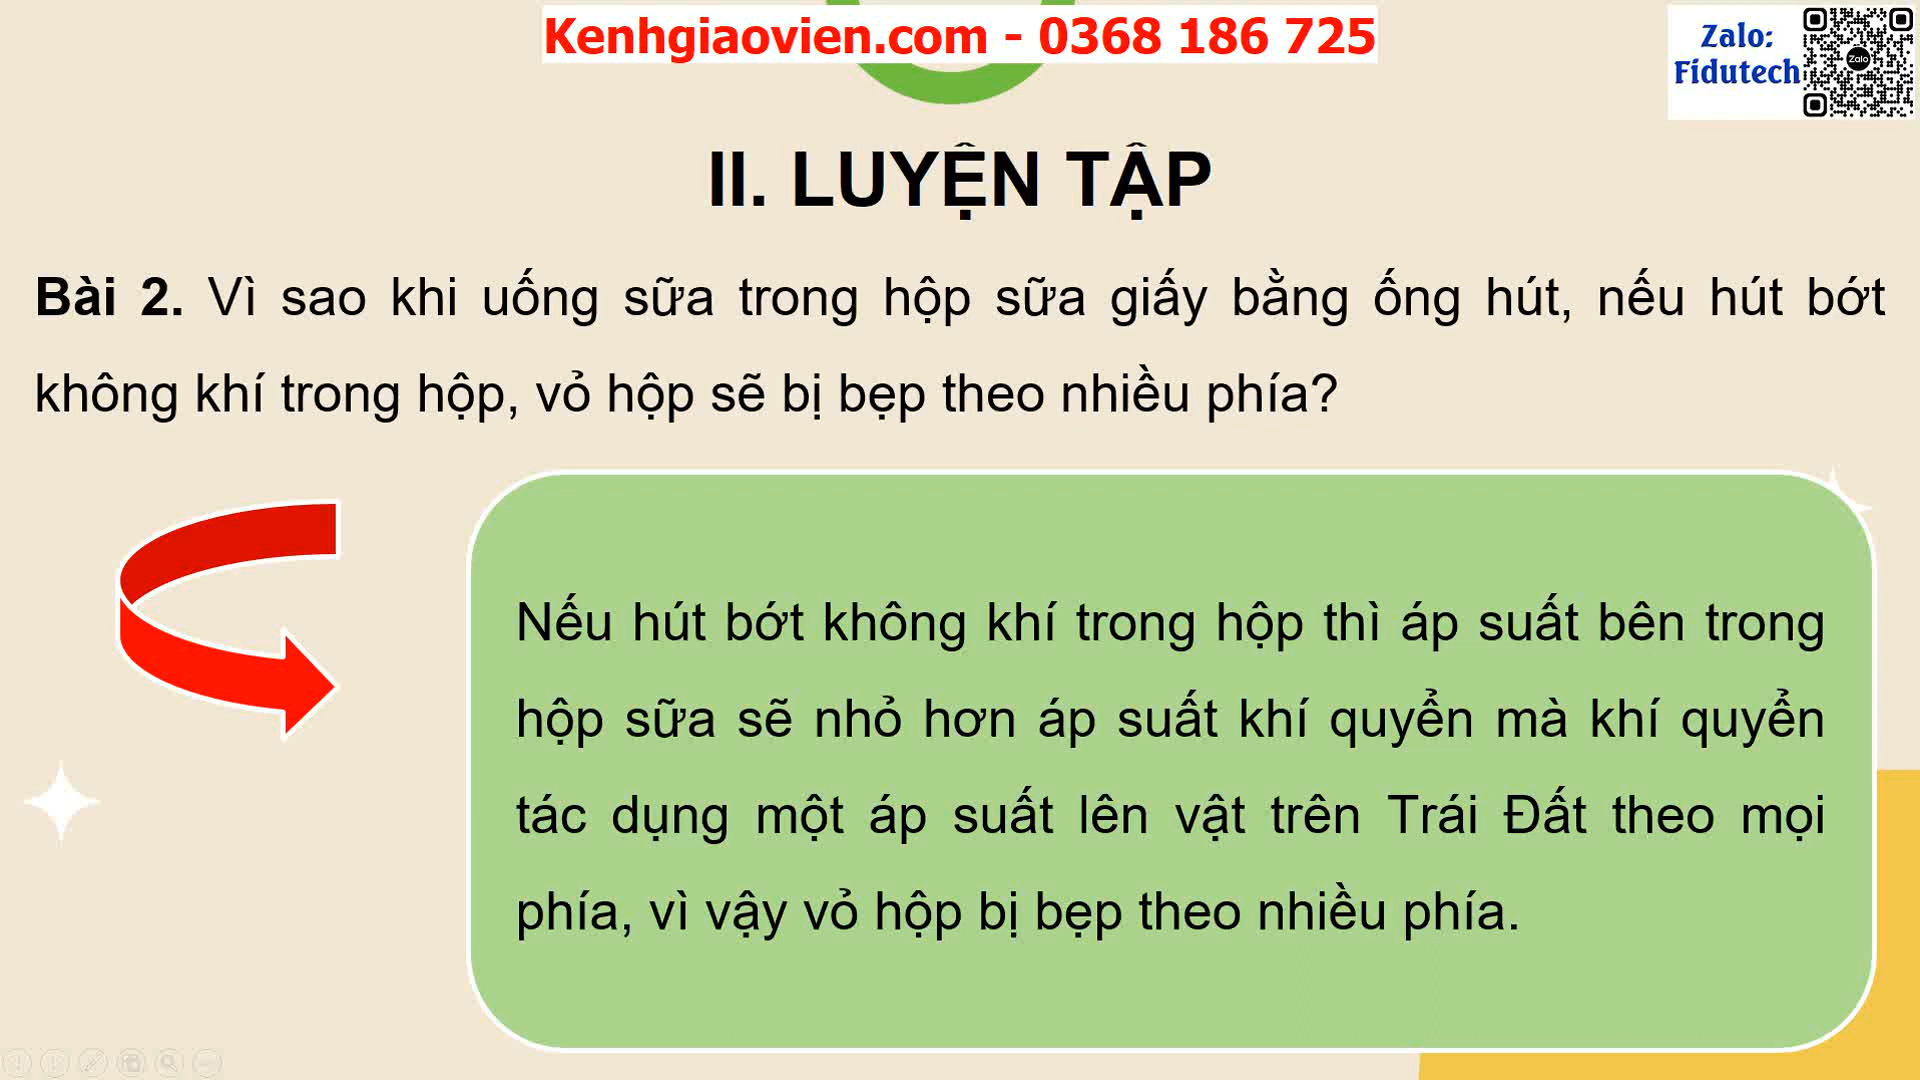 Kenhgiaovien.com - 0368 186 725
Zalo:
Fidutech
Zalo
II. LUYỆN TẬP
Bài 2. Vì sao khi uống sữa trong hộp sữa giấy bằng ống hút, nếu hút bớt
không khí trong hộp, vỏ hộp sẽ bị bẹp theo nhiều phía?
Nếu hút bớt không khí trong hộp thì áp suất bên trong
hộp sữa sẽ nhỏ hơn áp suất khí quyển mà khí quyển
tác dụng một áp suất lên vật trên Trái Đất theo mọi
phía, vì vậy vỏ hộp bị bẹp theo nhiều phía.